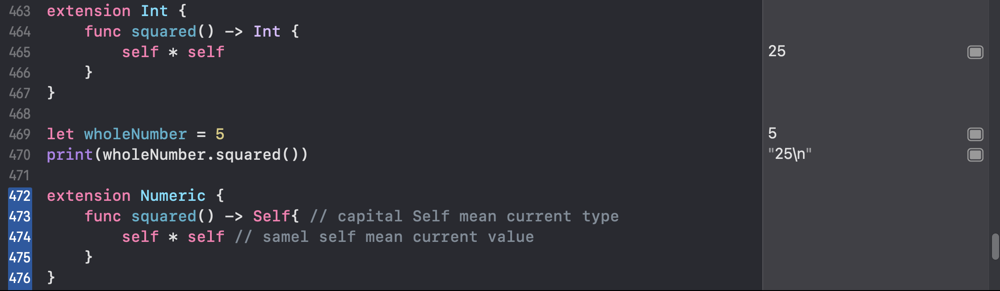 463 extension Int {
464     func squared() -> Int {
465         self * self 25
466     }
467 }
468
469 let wholeNumber = 5 5
470 print(wholeNumber.squared()) "25\n"
471
472 extension Numeric {
473     func squared() -> Self{ // capital Self mean current type
474         self * self // samel self mean current value
475     }
476 }